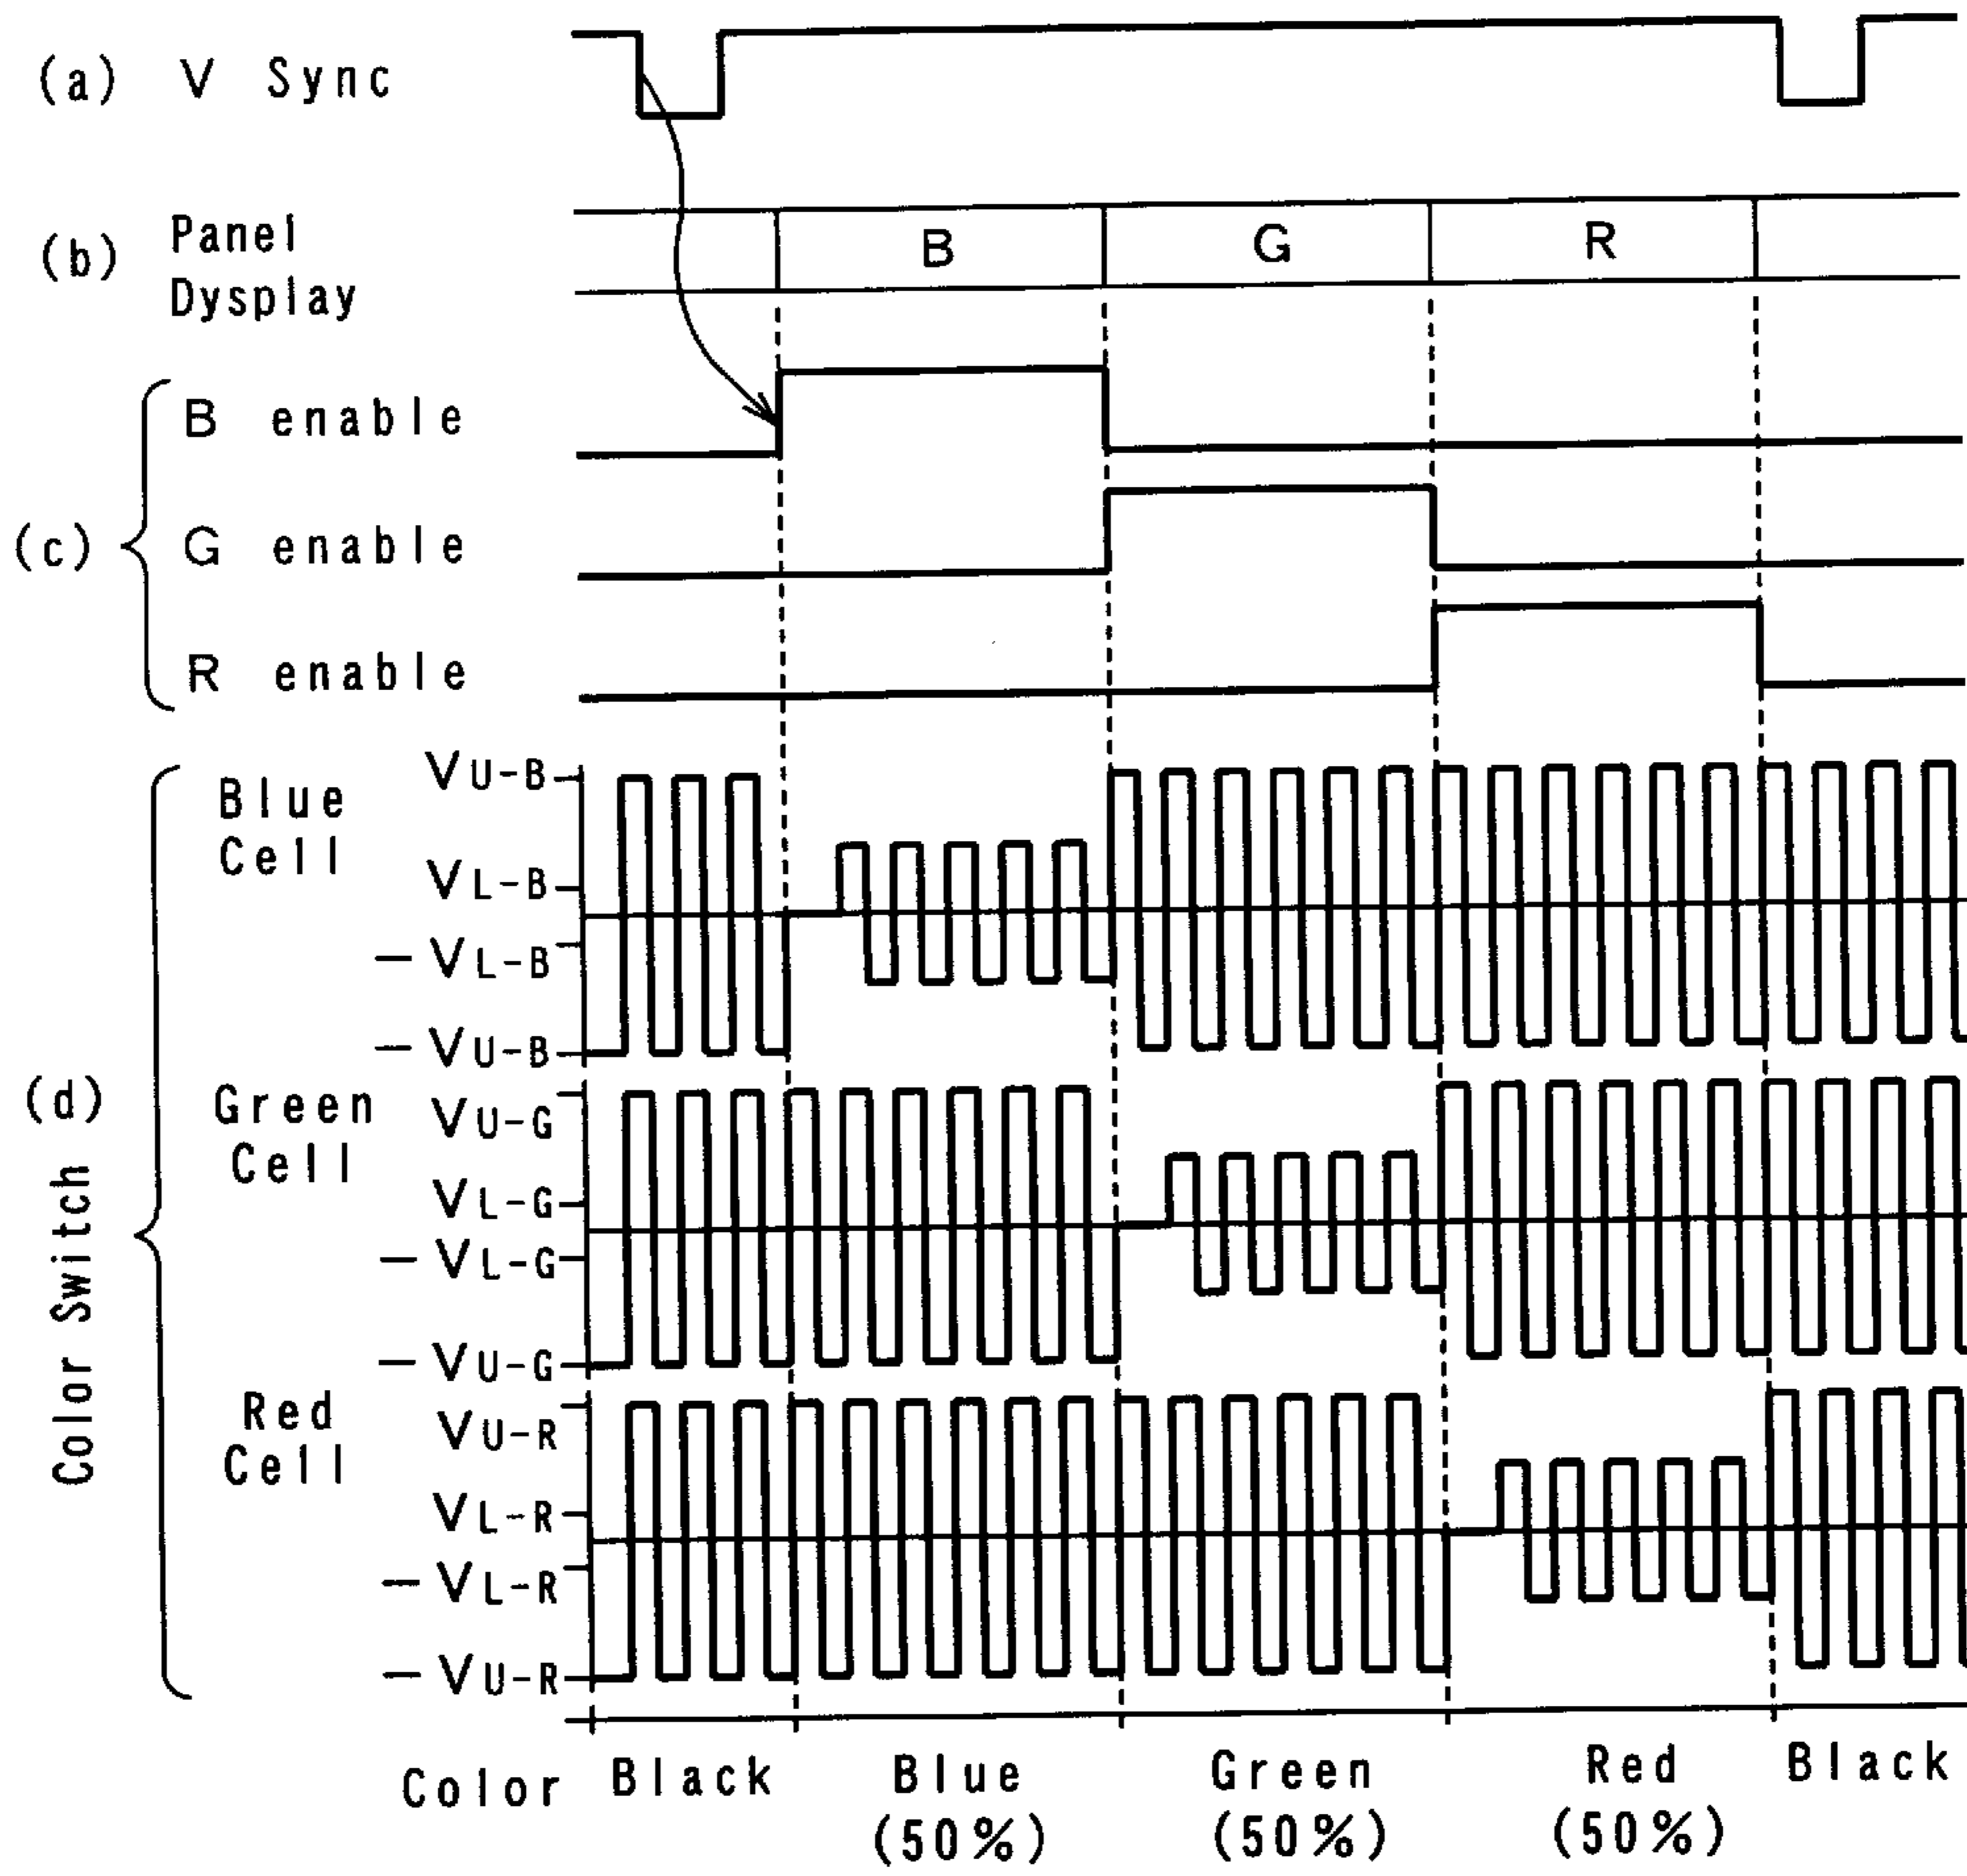 (a) V Sync
(b) Panel Dysplay
B G R
(c)
B enable
G enable
R enable
(d) Color Switch
Blue Cell
VU-B
VL-B
-VL-B
-VU-B
Green Cell
VU-G
VL-G
-VL-G
-VU-G
Red Cell
VU-R
VL-R
-VL-R
-VU-R
Color Black Blue Green Red Black
(50%) (50%) (50%)